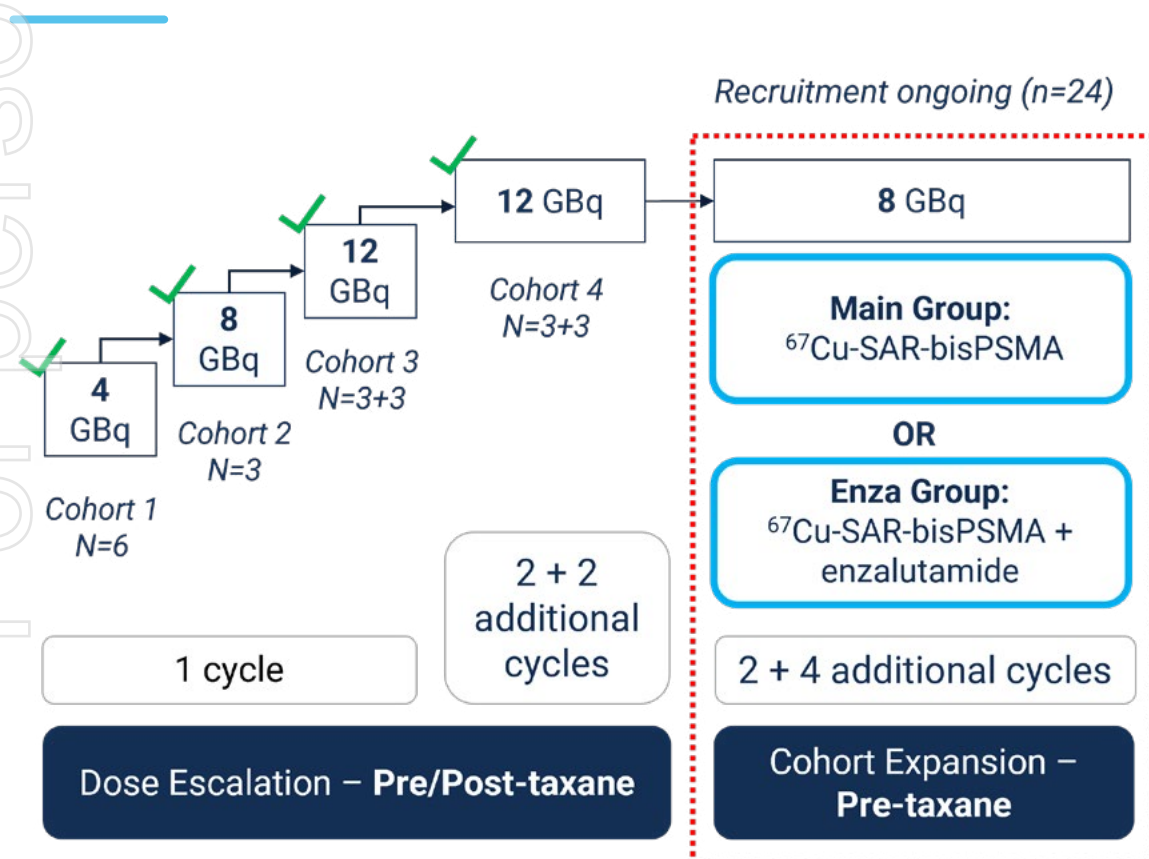 Recruitment ongoing (n=24)
12 GBq
8 GBq
12
GBq
Cohort 4
N=3+3
Main Group:
⁶⁷Cu-SAR-bisPSMA
8
GBq
Cohort 3
N=3+3
4
GBq
Cohort 2
N=3
OR
Enza Group:
⁶⁷Cu-SAR-bisPSMA +
enzalutamide
Cohort 1
N=6
2 + 2
additional
cycles
1 cycle
2 + 4 additional cycles
Dose Escalation – Pre/Post-taxane
Cohort Expansion –
Pre-taxane